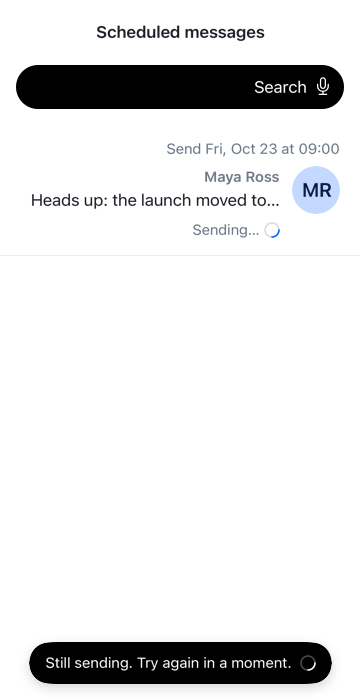 Scheduled messages
Search
Send Fri, Oct 23 at 09:00
Maya Ross
MR
Heads up: the launch moved to...
Sending...
Still sending. Try again in a moment.